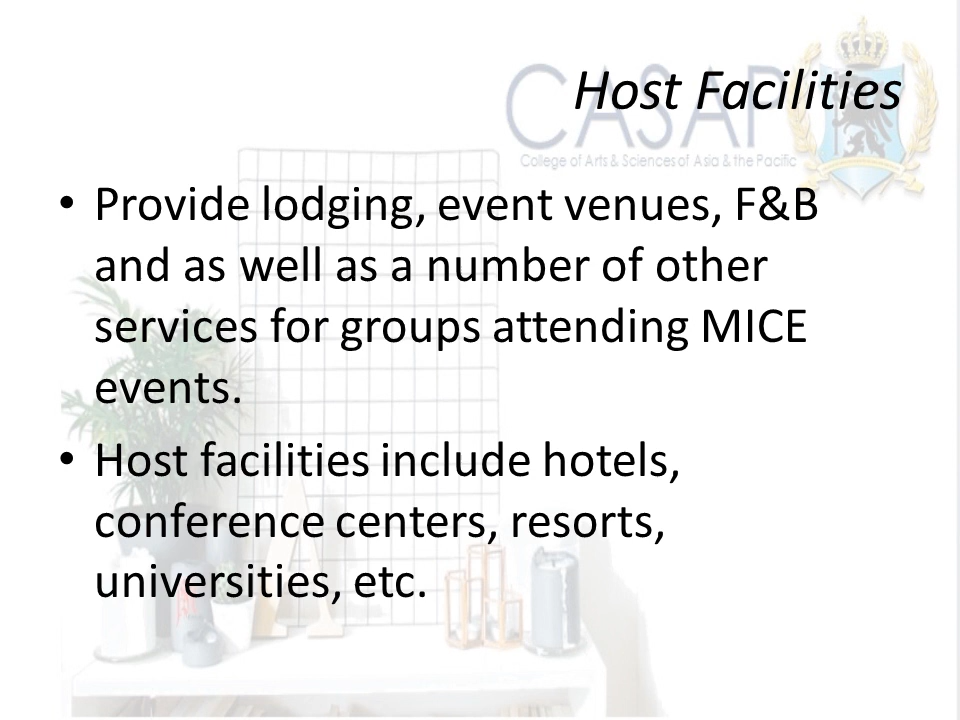 Host Facilities
CASAP
College of Arts & Sciences of Asia & the Pacific
• Provide lodging, event venues, F&B
and as well as a number of other
services for groups attending MICE
events.
• Host facilities include hotels,
conference centers, resorts,
universities, etc.